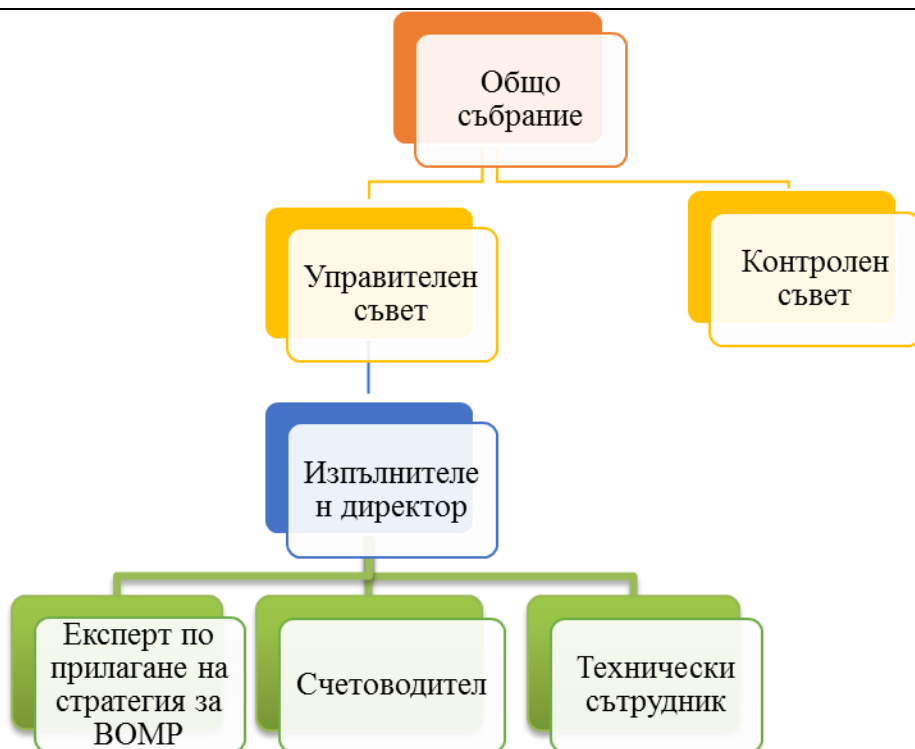 Общо
събрание
Управителен
съвет
Контролен
съвет
Изпълнителе
н директор
Експерт по
прилагане на
стратегия за
ВОМР
Счетоводител
Технически
сътрудник